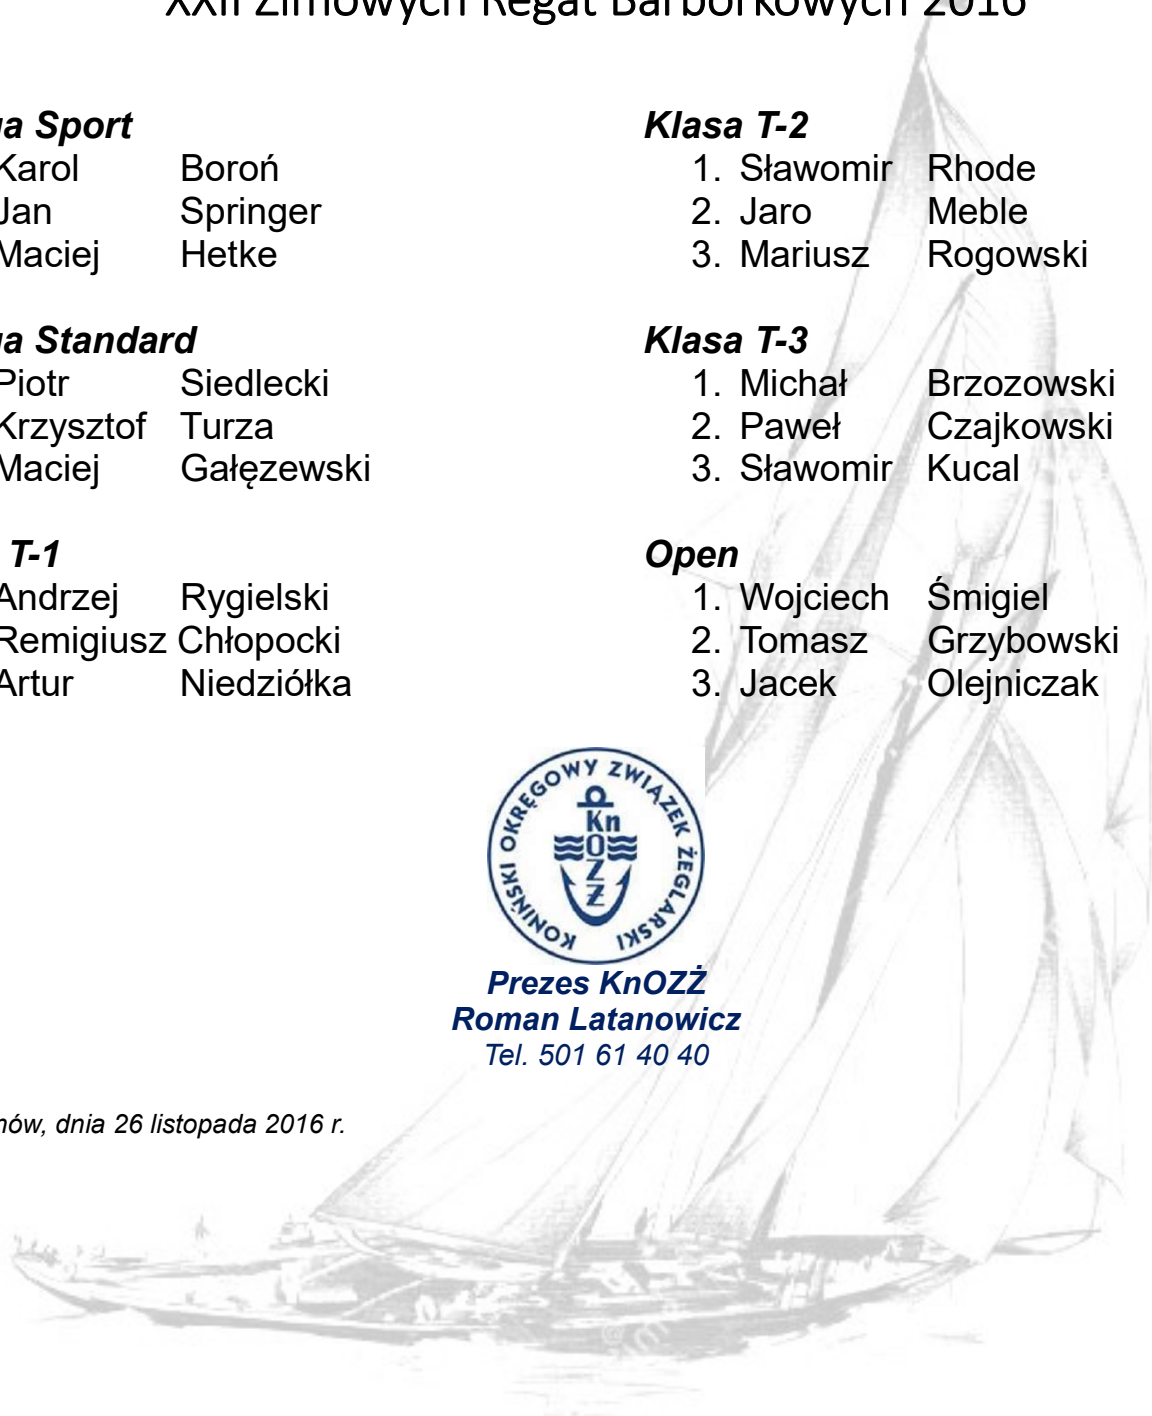 XXII Zimowych Regat Barbórkowych 2016
ga Sport
Karol Boroń
Jan Springer
Maciej Hetke
ga Standard
Piotr Siedlecki
Krzysztof Turza
Maciej Gałęzewski
T-1
Andrzej Rygielski
Remigiusz Chłopocki
Artur Niedziółka
Klasa T-2
1. Sławomir Rhode
2. Jaro Meble
3. Mariusz Rogowski
Klasa T-3
1. Michał Brzozowski
2. Paweł Czajkowski
3. Sławomir Kucal
Open
1. Wojciech Śmigiel
2. Tomasz Grzybowski
3. Jacek Olejniczak
KONIŃSKI OKRĘGOWY ZWIĄZEK ŻEGLARSKI
Kn
O
Z
Ż
Prezes KnOZŻ
Roman Latanowicz
Tel. 501 61 40 40
nów, dnia 26 listopada 2016 r.